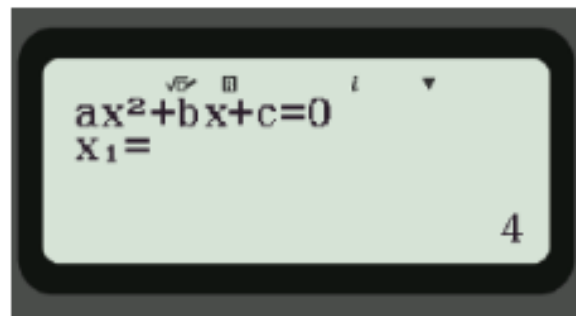 √▱ 🄳 i ▼
ax²+bx+c=0
x₁=
4